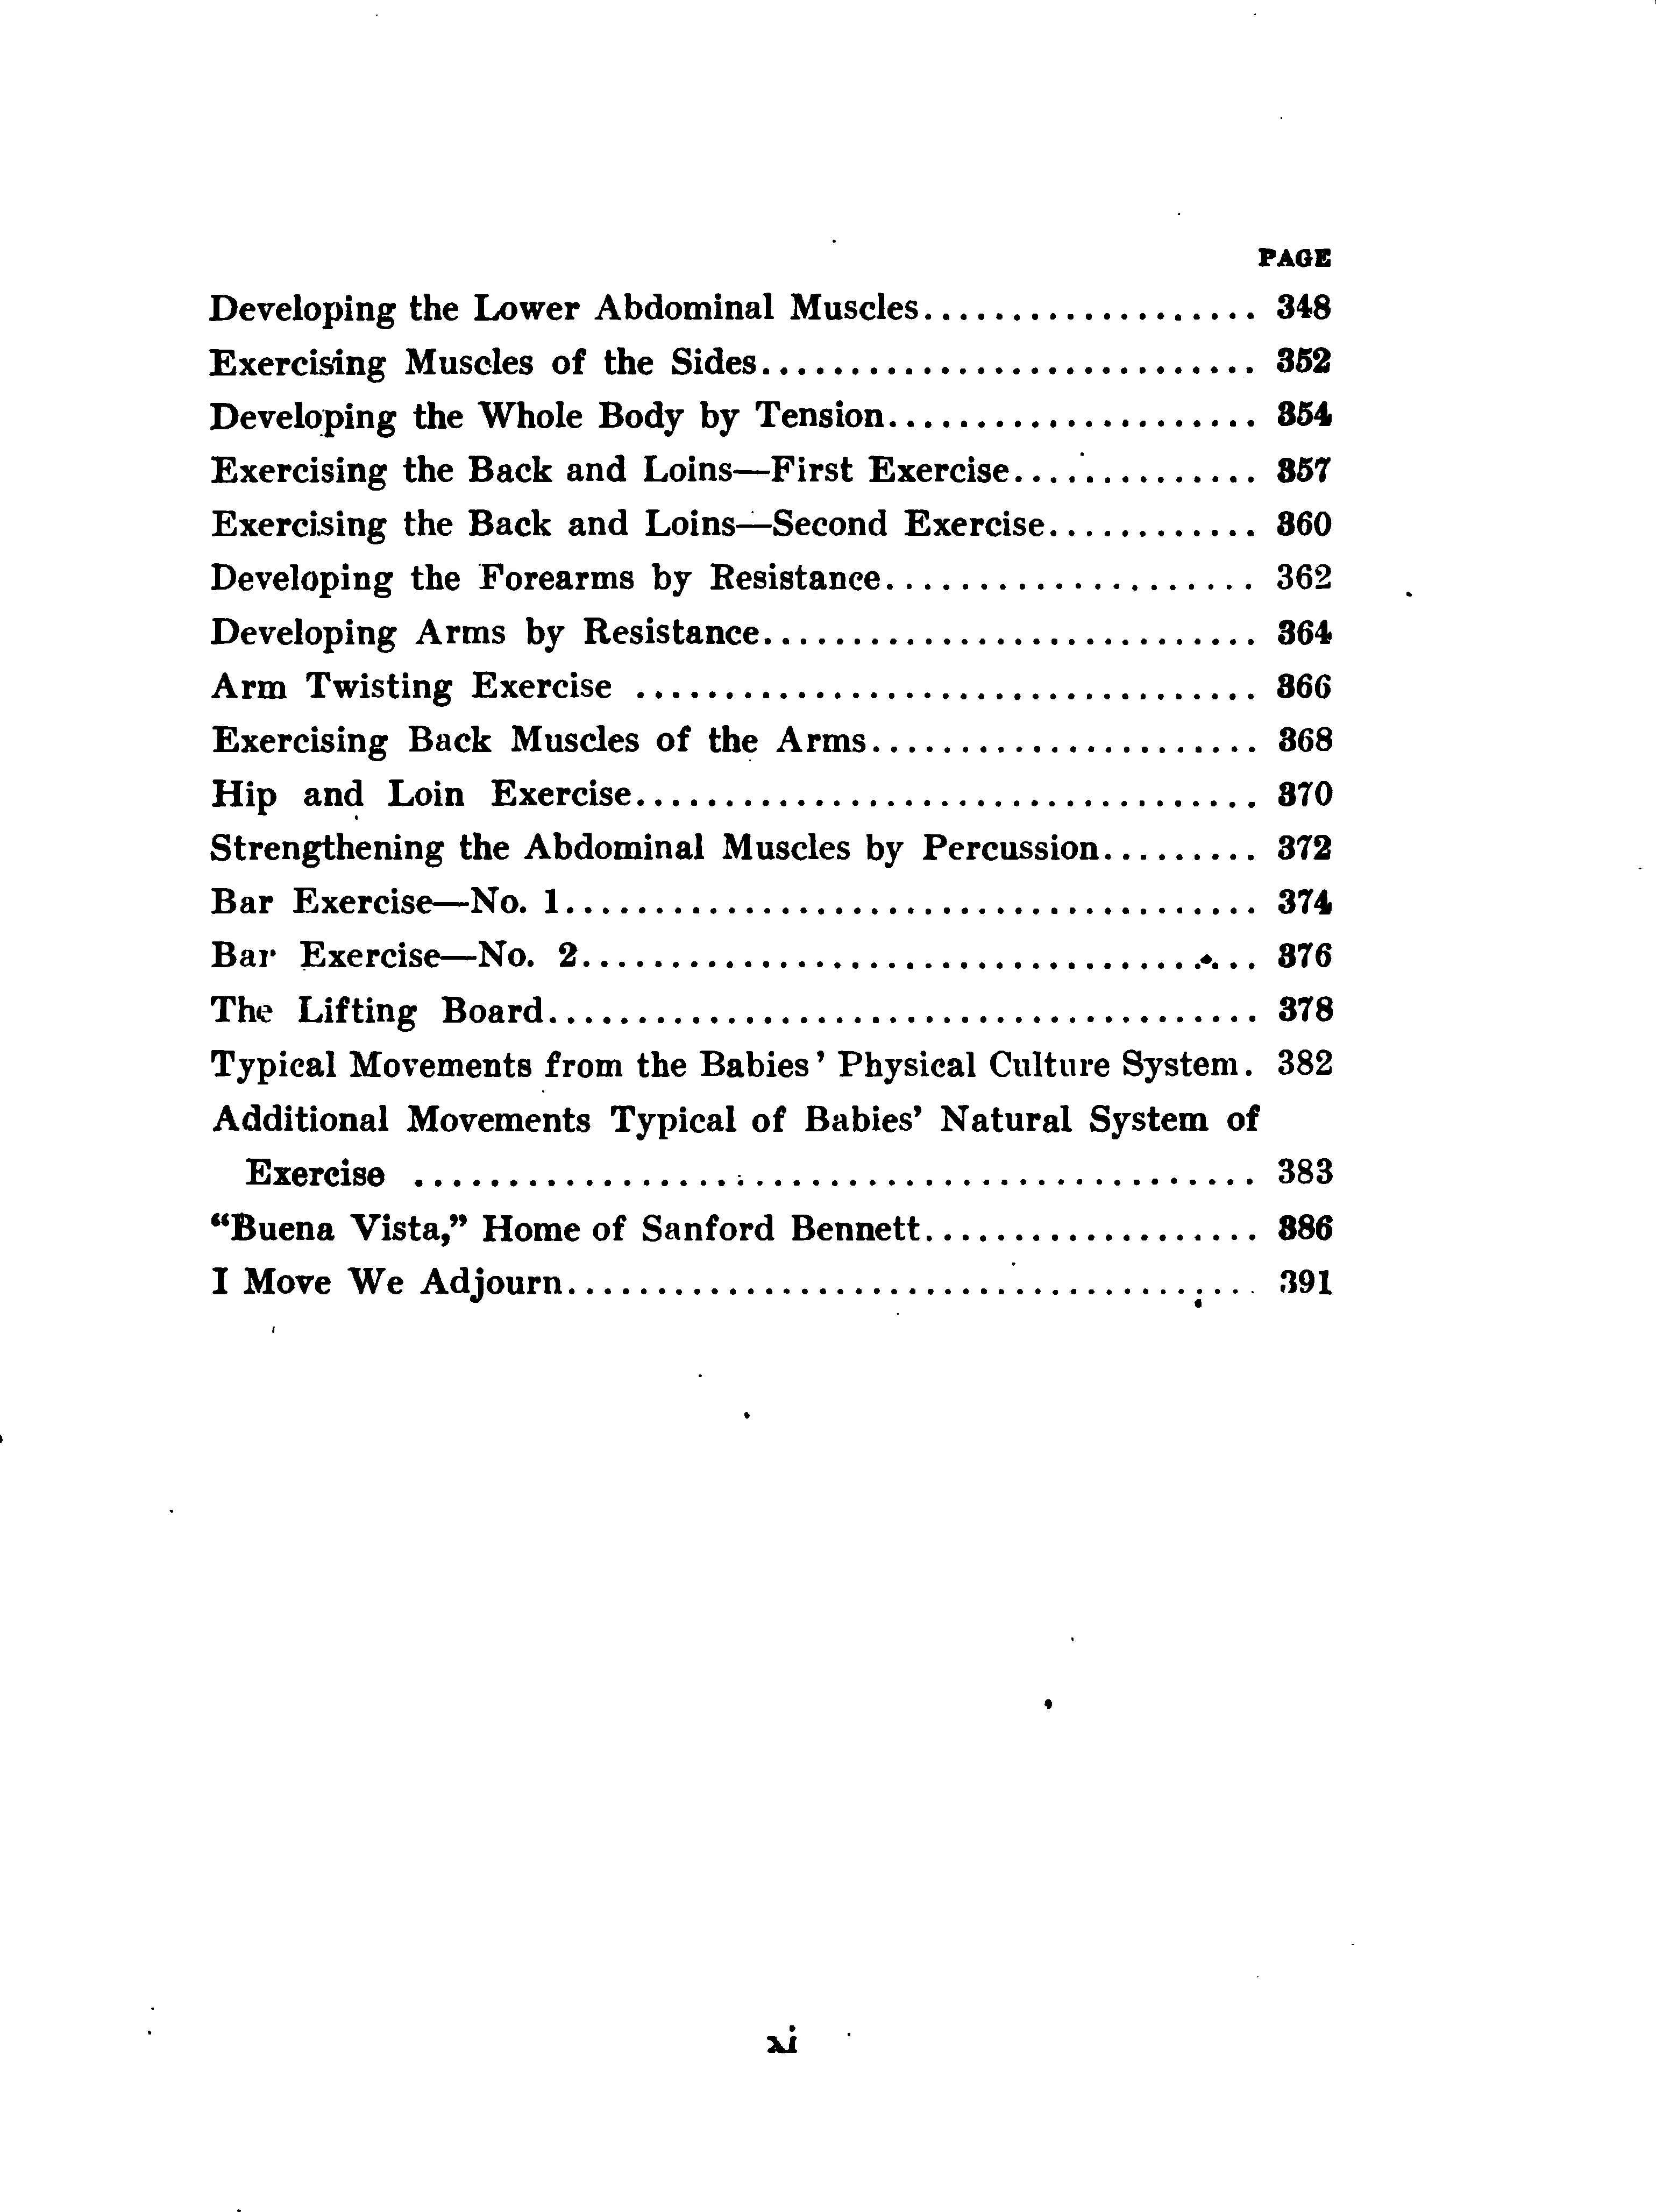 PAGE
Developing the Lower Abdominal Muscles................... 348
Exercising Muscles of the Sides............................ 352
Developing the Whole Body by Tension..................... 354
Exercising the Back and Loins—First Exercise.............. 357
Exercising the Back and Loins—Second Exercise............ 360
Developing the Forearms by Resistance..................... 362
Developing Arms by Resistance............................ 364
Arm Twisting Exercise ................................... 366
Exercising Back Muscles of the Arms...................... 368
Hip and Loin Exercise................................... 370
Strengthening the Abdominal Muscles by Percussion......... 372
Bar Exercise—No. 1....................................... 374
Bar Exercise—No. 2...................................... 376
The Lifting Board........................................ 378
Typical Movements from the Babies' Physical Culture System. 382
Additional Movements Typical of Babies' Natural System of
Exercise ............................................... 383
“Buena Vista,” Home of Sanford Bennett................... 386
I Move We Adjourn....................................... 391
xi